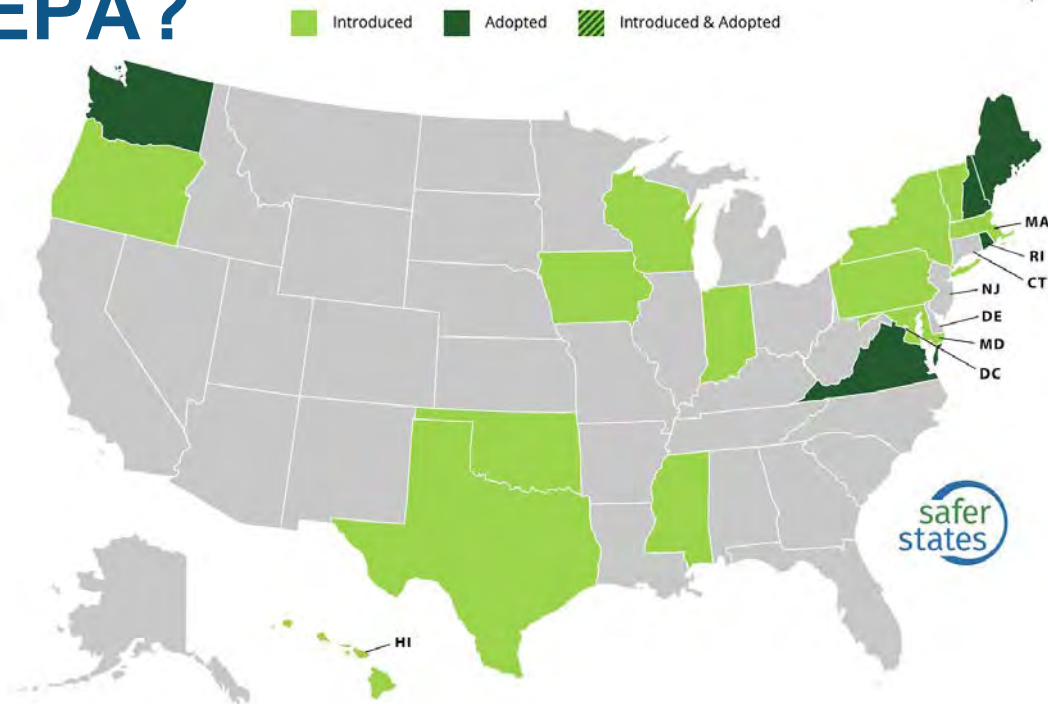 EPA?
Introduced Adopted Introduced & Adopted
MA
RI
CT
NJ
DE
MD
DC
HI
safer
states